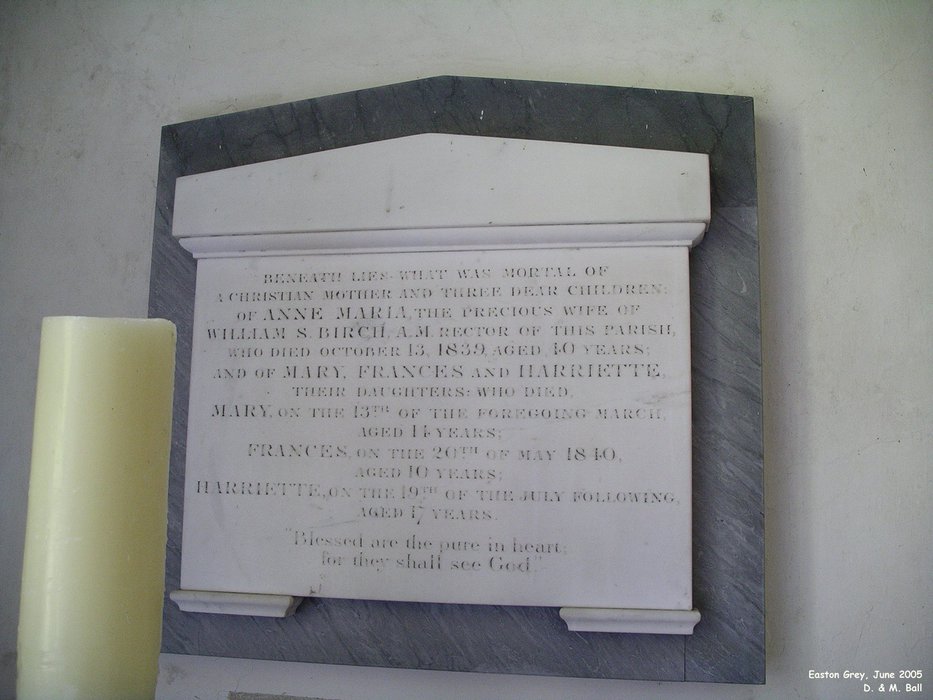 BENEATH LIES WHAT WAS MORTAL OF
A CHRISTIAN MOTHER AND THREE DEAR CHILDREN:
OF ANNE MARIA, THE PRECIOUS WIFE OF
WILLIAM S. BIRCH, A.M. RECTOR OF THIS PARISH,
WHO DIED OCTOBER 13, 1839, AGED 40 YEARS;
AND OF MARY, FRANCES AND HARRIETTE,
THEIR DAUGHTERS: WHO DIED,
MARY, ON THE 13TH OF THE FOREGOING MARCH,
AGED 14 YEARS;
FRANCES, ON THE 20TH OF MAY 1840,
AGED 10 YEARS;
HARRIETTE, ON THE 19TH OF THE JULY FOLLOWING,
AGED 17 YEARS.
"Blessed are the pure in heart;
for they shall see God."
Easton Grey, June 2005
D. & M. Ball